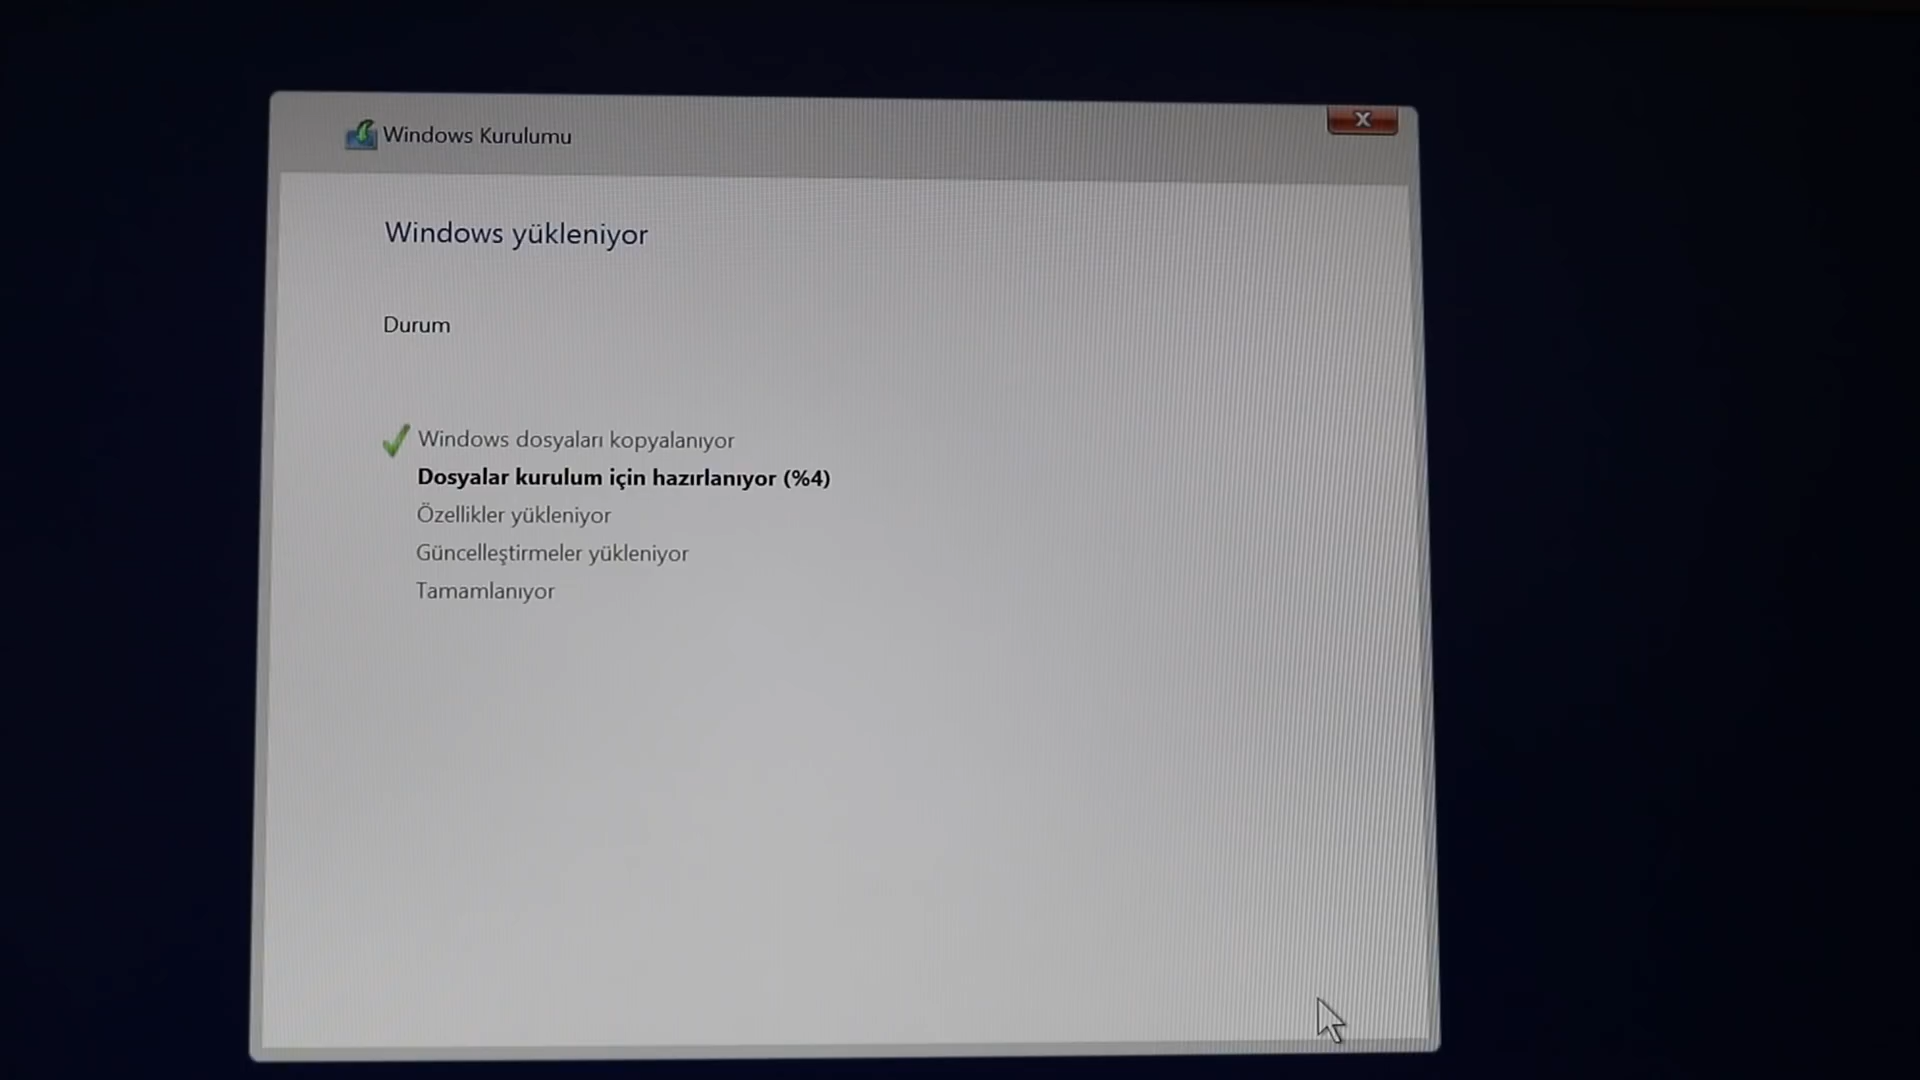 Windows Kurulumu
Windows yükleniyor
Durum
Windows dosyaları kopyalanıyor
Dosyalar kurulum için hazırlanıyor (%4)
Özellikler yükleniyor
Güncelleştirmeler yükleniyor
Tamamlanıyor